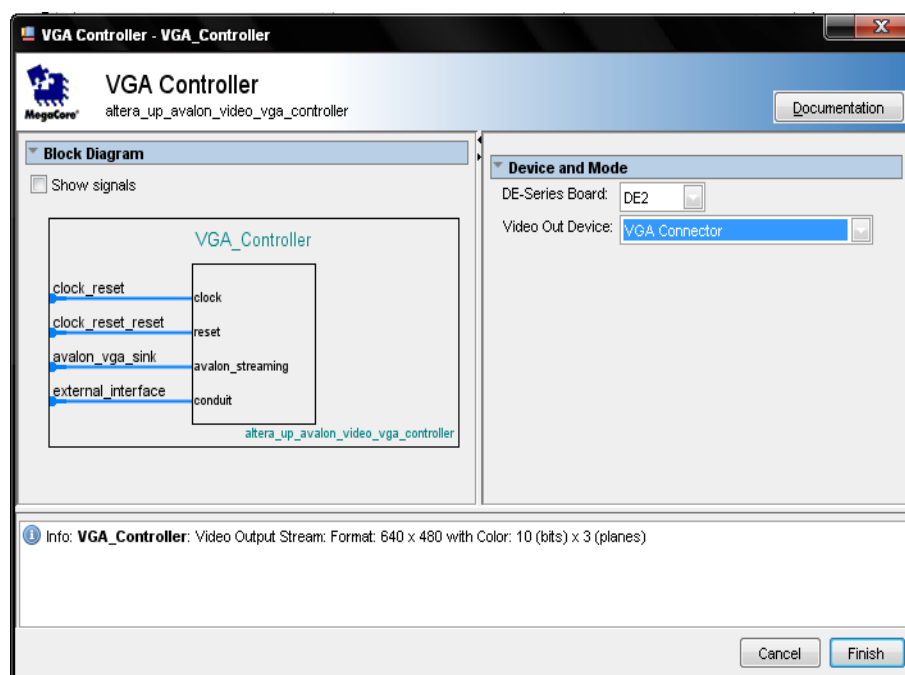 VGA Controller - VGA_Controller
X
MegaCore'
VGA Controller
altera_up_avalon_video_vga_controller
Documentation
Block Diagram
Show signals
VGA_Controller
clock_reset
clock
clock_reset_reset
reset
avalon_vga_sink
avalon_streaming
external_interface
conduit
altera_up_avalon_video_vga_controller
Device and Mode
DE-Series Board: DE2
Video Out Device: VGA Connector
Info: VGA_Controller: Video Output Stream: Format: 640 x 480 with Color: 10 (bits) x 3 (planes)
Cancel Finish